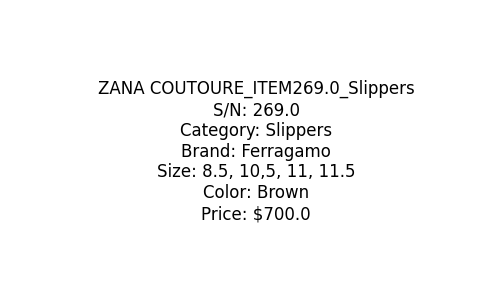 ZANA COUTOURE_ITEM269.0_Slippers
S/N: 269.0
Category: Slippers
Brand: Ferragamo
Size: 8.5, 10,5, 11, 11.5
Color: Brown
Price: $700.0